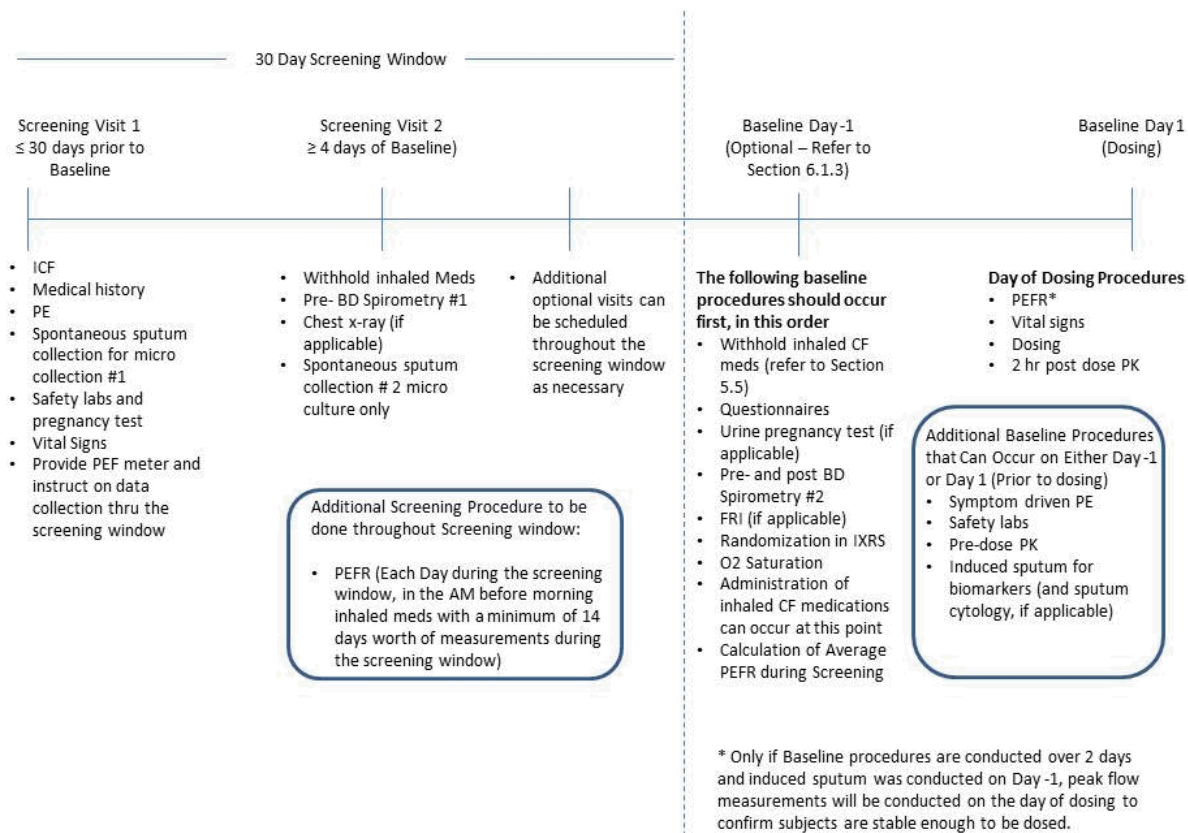 30 Day Screening Window
Screening Visit 1
≤ 30 days prior to
Baseline
Screening Visit 2
≥ 4 days of Baseline)
Baseline Day -1
(Optional – Refer to
Section 6.1.3)
Baseline Day 1
(Dosing)
• ICF
• Medical history
• PE
• Spontaneous sputum
collection for micro
collection #1
• Safety labs and
pregnancy test
• Vital Signs
• Provide PEF meter and
instruct on data
collection thru the
screening window
• Withhold inhaled Meds
• Pre- BD Spirometry #1
• Chest x-ray (if
applicable)
• Spontaneous sputum
collection # 2 micro
culture only
• Additional
optional visits can
be scheduled
throughout the
screening window
as necessary
Additional Screening Procedure to be
done throughout Screening window:
• PEFR (Each Day during the screening
window, in the AM before morning
inhaled meds with a minimum of 14
days worth of measurements during
the screening window)
The following baseline
procedures should occur
first, in this order
• Withhold inhaled CF
meds (refer to Section
5.5)
• Questionnaires
• Urine pregnancy test (if
applicable)
• Pre- and post BD
Spirometry #2
• FRI (if applicable)
• Randomization in IXRS
• O2 Saturation
• Administration of
inhaled CF medications
can occur at this point
• Calculation of Average
PEFR during Screening
Day of Dosing Procedures
• PEFR*
• Vital signs
• Dosing
• 2 hr post dose PK
Additional Baseline Procedures
that Can Occur on Either Day -1
or Day 1 (Prior to dosing)
• Symptom driven PE
• Safety labs
• Pre-dose PK
• Induced sputum for
biomarkers (and sputum
cytology, if applicable)
* Only if Baseline procedures are conducted over 2 days
and induced sputum was conducted on Day -1, peak flow
measurements will be conducted on the day of dosing to
confirm subjects are stable enough to be dosed.